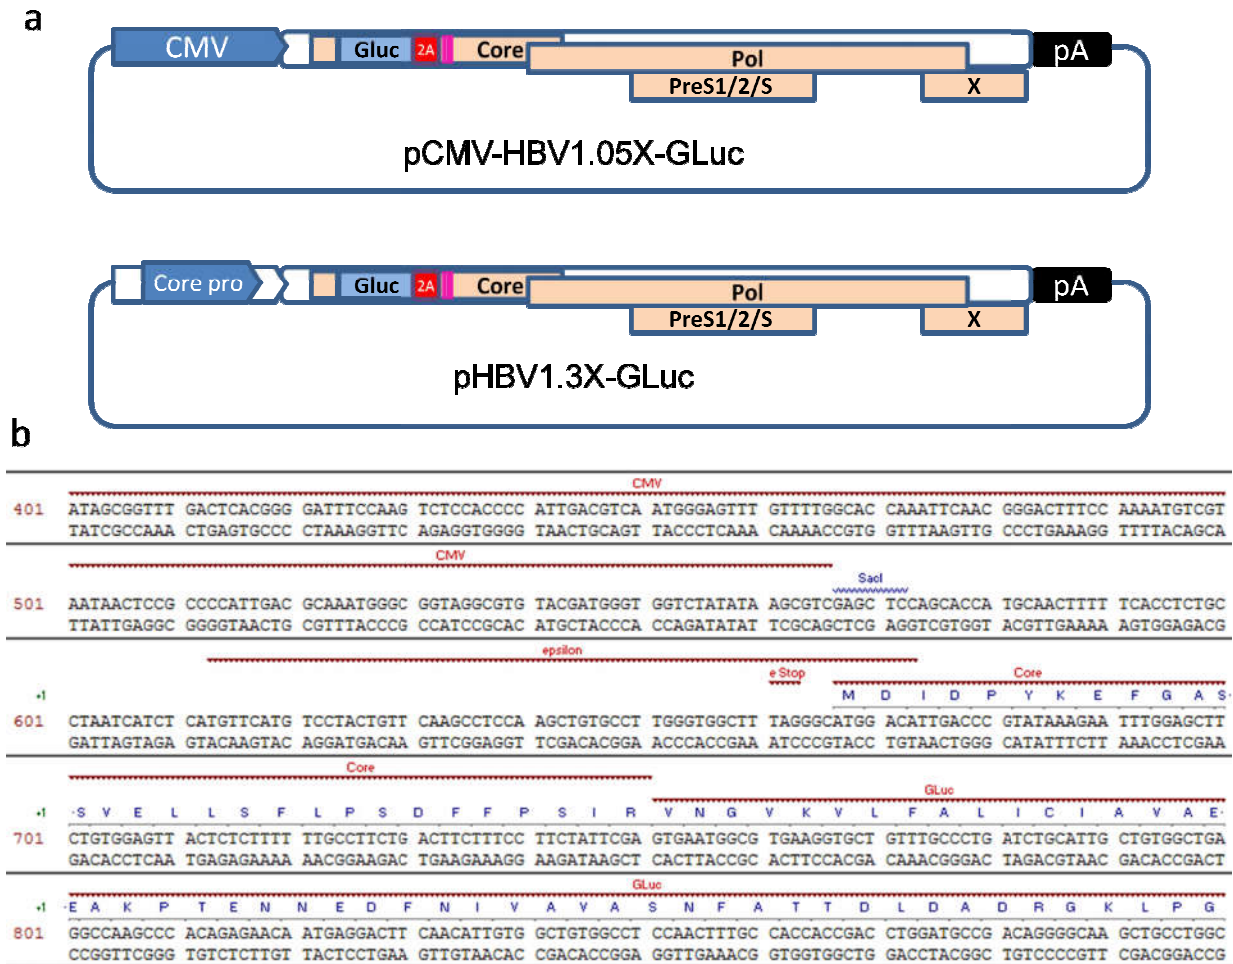 a
CMV Gluc 2A Core Pol pA
PreS1/2/S X
pCMV-HBV1.05X-GLuc
Core pro Gluc 2A Core Pol pA
PreS1/2/S X
pHBV1.3X-GLuc
b
CMV
401 ATAGCGGTTT GACTCACGGG GATTTCCAAG TCTCCACCCC ATTGACGTCA ATGGGAGTTT GTTTTGGCAC CAAATTCAAC GGGACTTTCC AAAATGTCGT
TATCGCCAAA CTGAGTGCCC CTAAAGGTTC AGAGGTGGGG TAACTGCAGT TACCCTCAAA CAAAACCGTG GTTTAAGTTG CCCTGAAAGG TTTTACAGCA
CMV
SacI
501 AATAACTCCG CCCCATTGAC GCAAATGGGC GGTAGGCGTG TACGATGGGT GGTCTATATA AGCGTCGAGC TCCAGCACCA TGCAACTTTT TCACCTCTGC
TTATTGAGGC GGGGTAACTG CGTTTACCCG CCATCCGCAC ATGCTACCCA CCAGATATAT TCGCAGCTCG AGGTCGTGGT ACGTTGAAAA AGTGGAGACG
epsilon
e Stop Core
+1 M D I D P Y K E F G A S·
601 CTAATCATCT CATGTTCATG TCCTACTGTT CAAGCCTCCA AGCTGTGCCT TGGGTGGCTT TAGGGCATGG ACATTGACCC GTATAAAGAA TTTGGAGCTT
GATTAGTAGA GTACAAGTAC AGGATGACAA GTTCGGAGGT TCGACACGGA ACCCACCGAA ATCCCGTACC TGTAACTGGG CATATTTCTT AAACCTCGAA
Core
GLuc
+1 ·S V E L L S F L P S D F F P S I R V N G V K V L F A L I C I A V A E·
701 CTGTGGAGTT ACTCTCTTTT TTGCCTTCTG ACTTCTTTCC TTCTATTCGA GTGAATGGCG TGAAGGTGCT GTTTGCCCTG ATCTGCATTG CTGTGGCTGA
GACACCTCAA TGAGAGAAAA AACGGAAGAC TGAAGAAAGG AAGATAAGCT CACTTACCGC ACTTCCACGA CAAACGGGAC TAGACGTAAC GACACCGACT
GLuc
+1 ·E A K P T E N N E D F N I V A V A S N F A T T D L D A D R G K L P G
801 GGCCAAGCCC ACAGAGAACA ATGAGGACTT CAACATTGTG GCTGTGGCCT CCAACTTTGC CACCACCGAC CTGGATGCCG ACAGGGGCAA GCTGCCTGGC
CCGGTTCGGG TGTCTCTTGT TACTCCTGAA GTTGTAACAC CGACACCGGA GGTTGAAACG GTGGTGGCTG GACCTACGGC TGTCCCCGTT CGACGGACCG